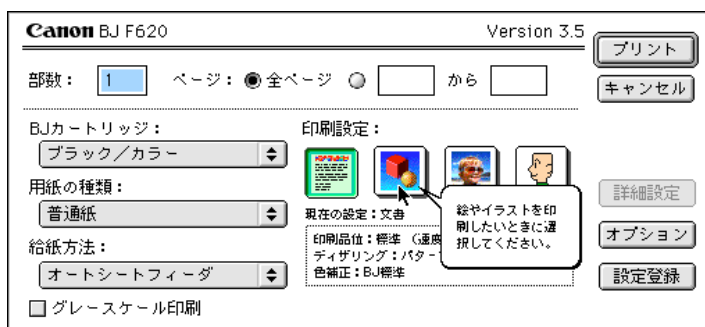 Canon BJ F620 Version 3.5
プリント
部数： 1 ページ： 全ページ から
キャンセル
BJカートリッジ：
ブラック／カラー
用紙の種類：
普通紙
給紙方法：
オートシートフィーダ
グレースケール印刷
印刷設定：
現在の設定：文書
印刷品位：標準 （速度
ディザリング：パター
色補正：BJ標準
絵やイラストを印
刷したいときに選
択してください。
詳細設定
オプション
設定登録